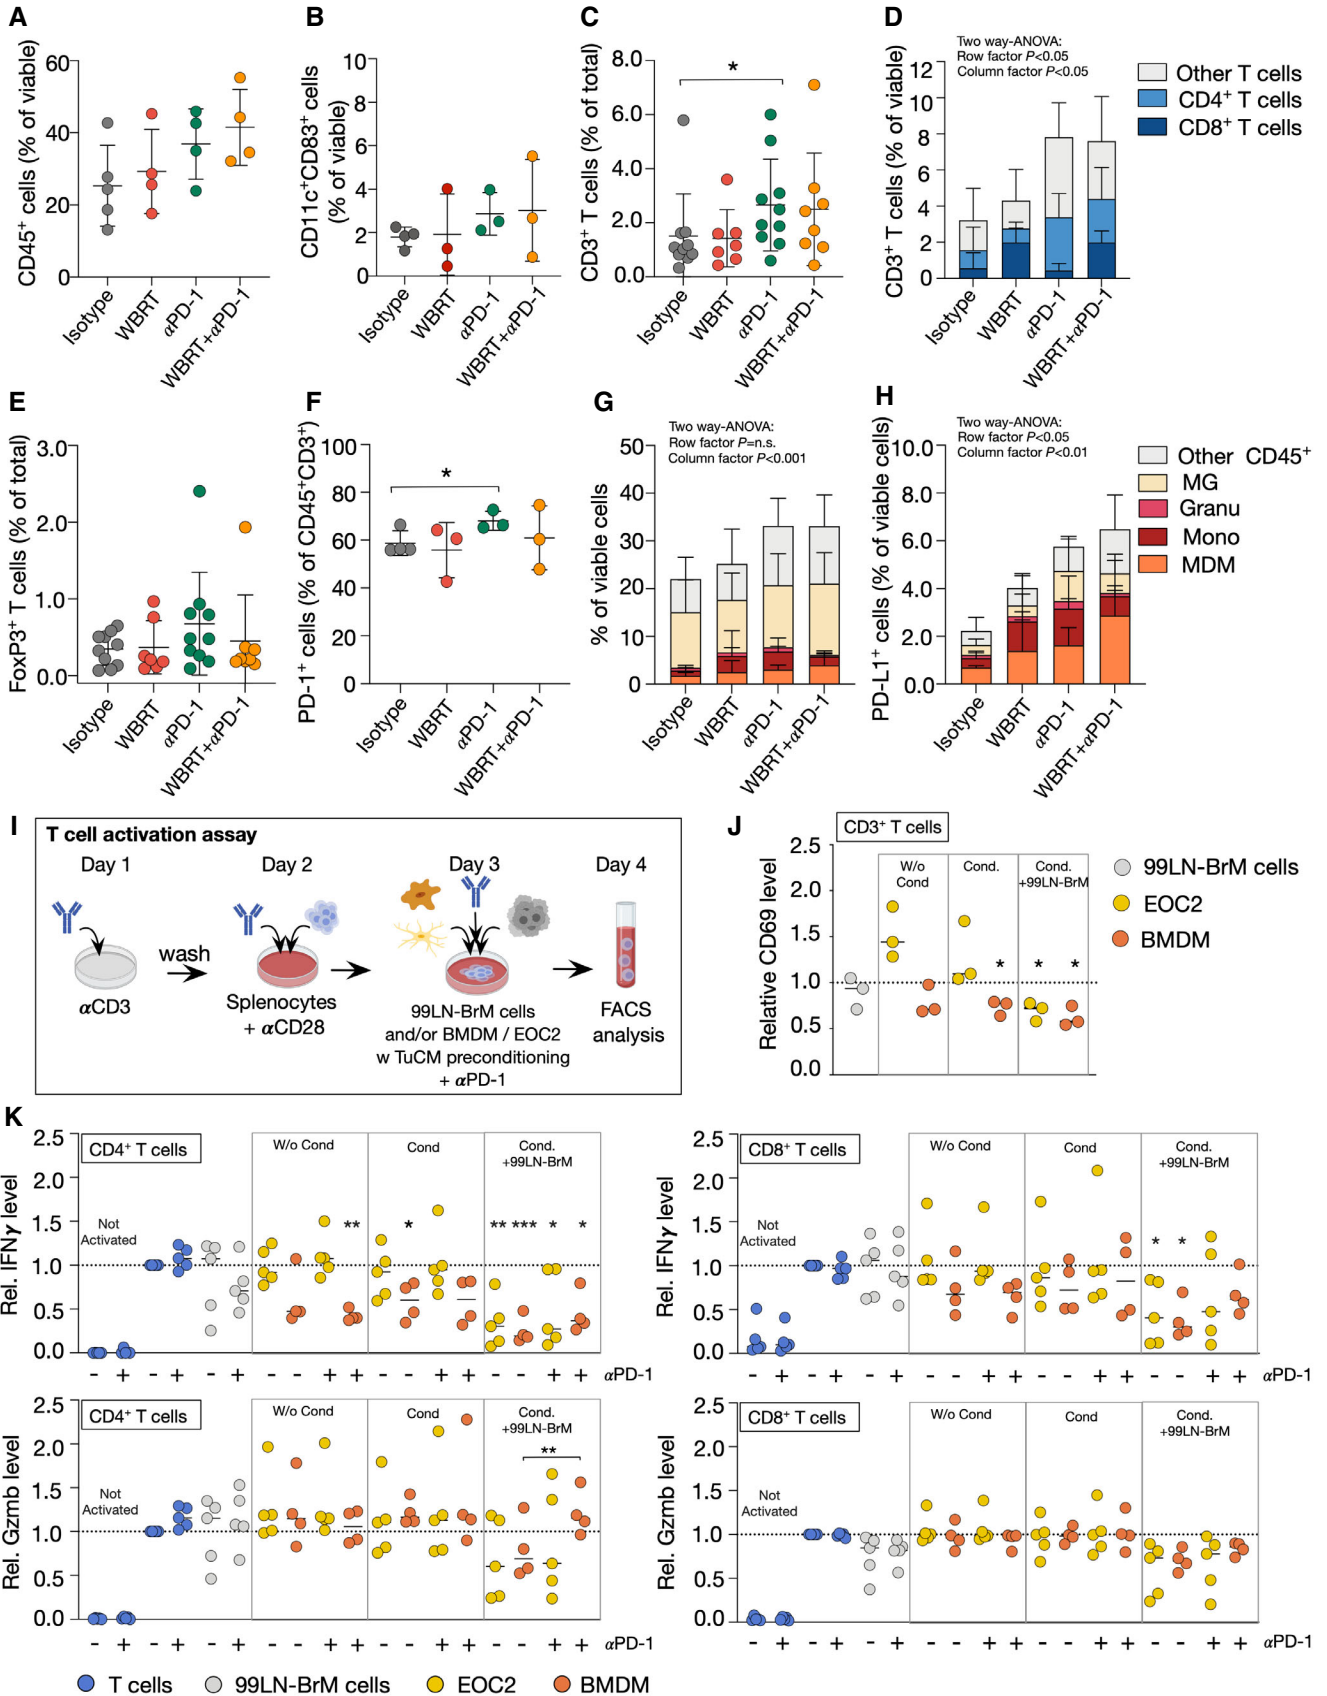 A
CD45⁺ cells (% of viable)
60
40
20
0
Isotype
WBRT
αPD-1
WBRT+αPD-1
B
CD11c⁺CD83⁺ cells
(% of viable)
10
8
6
4
2
0
Isotype
WBRT
αPD-1
WBRT+αPD-1
C
CD3⁺ T cells (% of total)
8.0
6.0
4.0
2.0
0.0
*
Isotype
WBRT
αPD-1
WBRT+αPD-1
D
Two way-ANOVA:
Row factor P<0.05
Column factor P<0.05
CD3⁺ T cells (% of viable)
12
10
8
6
4
2
0
Isotype
WBRT
αPD-1
WBRT+αPD-1
Other T cells
CD4⁺ T cells
CD8⁺ T cells
E
FoxP3⁺ T cells (% of total)
3.0
2.0
1.0
0.0
Isotype
WBRT
αPD-1
WBRT+αPD-1
F
PD-1⁺ cells (% of CD45⁺CD3⁺)
100
80
60
40
20
0
*
Isotype
WBRT
αPD-1
WBRT+αPD-1
G
Two way-ANOVA:
Row factor P=n.s.
Column factor P<0.001
% of viable cells
50
40
30
20
10
0
Isotype
WBRT
αPD-1
WBRT+αPD-1
H
Two way-ANOVA:
Row factor P<0.05
Column factor P<0.01
PD-L1⁺ cells (% of viable cells)
10.0
8.0
6.0
4.0
2.0
0.0
Isotype
WBRT
αPD-1
WBRT+αPD-1
Other CD45⁺
MG
Granu
Mono
MDM
I
T cell activation assay
Day 1
Day 2
Day 3
Day 4
wash
αCD3
Splenocytes
+ αCD28
99LN-BrM cells
and/or BMDM / EOC2
w TuCM preconditioning
+ αPD-1
FACS
analysis
J
CD3⁺ T cells
Relative CD69 level
2.5
2.0
1.5
1.0
0.5
0.0
W/o
Cond
Cond.
Cond.
+99LN-BrM
* * *
99LN-BrM cells
EOC2
BMDM
K
CD4⁺ T cells
Rel. IFNγ level
2.5
2.0
1.5
1.0
0.5
0.0
Not
Activated
W/o Cond
Cond
Cond.
+99LN-BrM
** * ** *** * *
- + - + - + - - + + - - + + - - + + αPD-1
CD8⁺ T cells
Rel. IFNγ level
2.5
2.0
1.5
1.0
0.5
0.0
Not
Activated
W/o Cond
Cond
Cond.
+99LN-BrM
* *
- + - + - + - - + + - - + + - - + + αPD-1
CD4⁺ T cells
Rel. Gzmb level
2.5
2.0
1.5
1.0
0.5
0.0
Not
Activated
W/o Cond
Cond
Cond.
+99LN-BrM
**
- + - + - + - - + + - - + + - - + + αPD-1
CD8⁺ T cells
Rel. Gzmb level
2.5
2.0
1.5
1.0
0.5
0.0
Not
Activated
W/o Cond
Cond
Cond.
+99LN-BrM
- + - + - + - - + + - - + + - - + + αPD-1
T cells
99LN-BrM cells
EOC2
BMDM